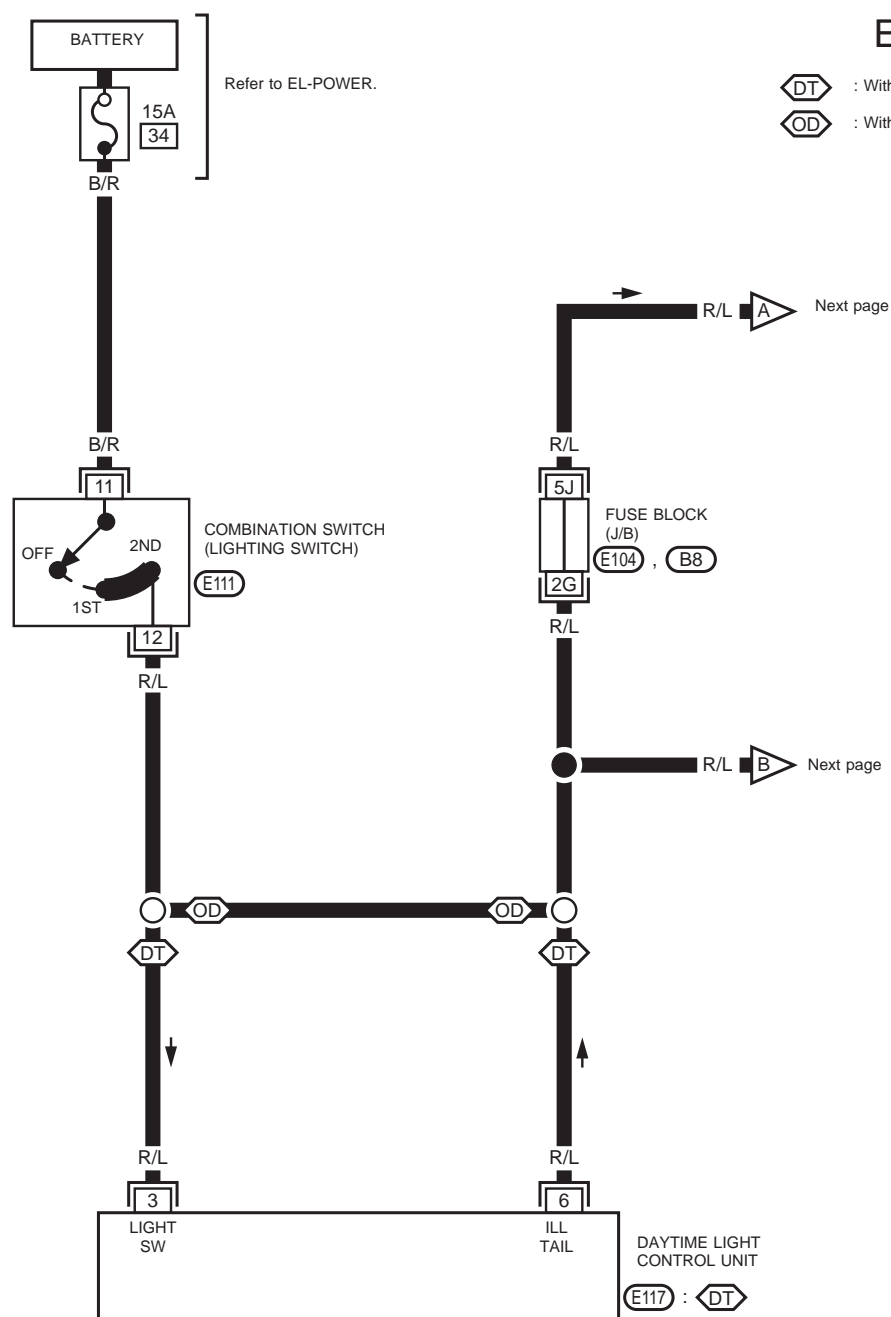 BATTERY
E
Refer to EL-POWER.
DT : With
OD : With
15A
34
B/R
R/L A Next page
B/R
R/L
11
5J
COMBINATION SWITCH
(LIGHTING SWITCH)
FUSE BLOCK
(J/B)
OFF
2ND
1ST
E111
E104 , B8
12
2G
R/L
R/L
R/L B Next page
OD
OD
DT
DT
R/L
R/L
3
6
LIGHT
SW
ILL
TAIL
DAYTIME LIGHT
CONTROL UNIT
E117 : DT